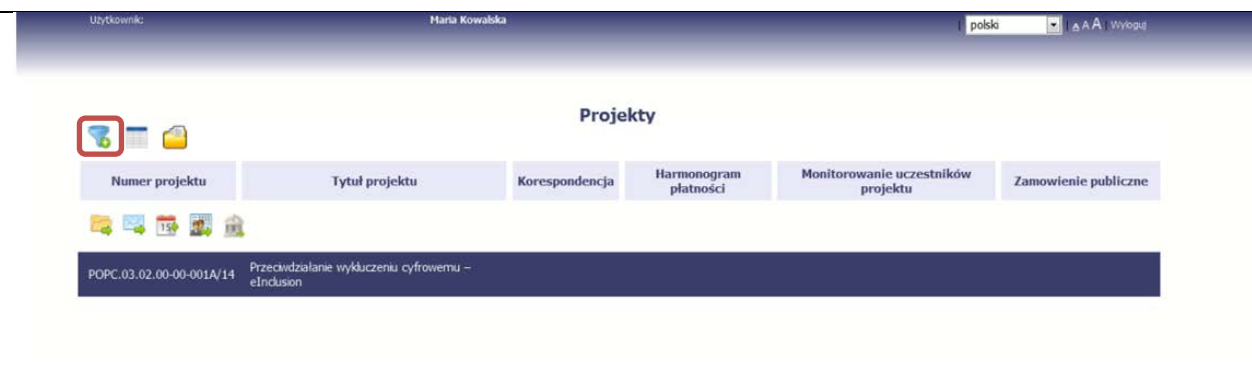 Użytkownik: Maria Kowalska polski A A A Wyloguj
Projekty
Numer projektu Tytuł projektu Korespondencja Harmonogram płatności Monitorowanie uczestników projektu Zamowienie publiczne
15
POPC.03.02.00-00-001A/14 Przeciwdziałanie wykluczeniu cyfrowemu –
eInclusion